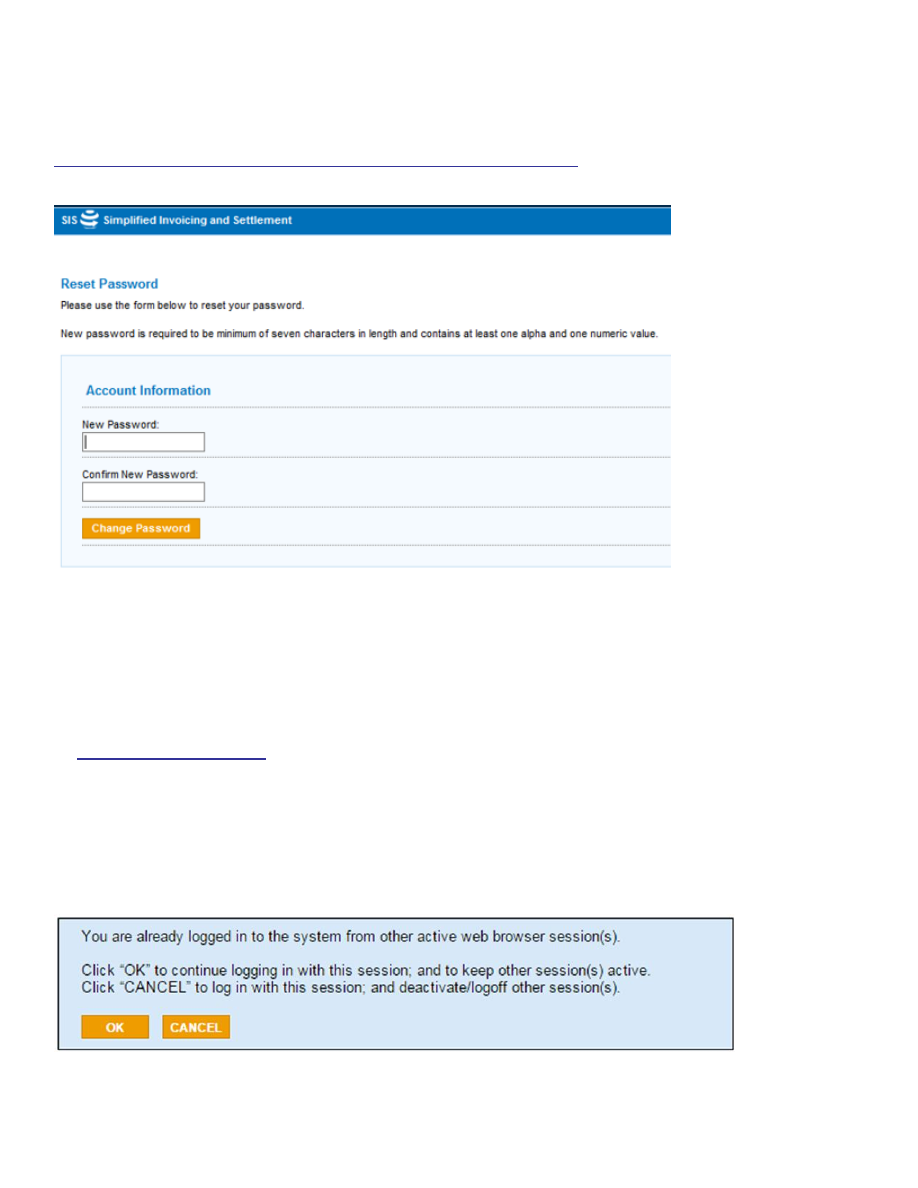 SIS Simplified Invoicing and Settlement
Reset Password
Please use the form below to reset your password.
New password is required to be minimum of seven characters in length and contains at least one alpha and one numeric value.
Account Information
New Password:
Confirm New Password:
Change Password
You are already logged in to the system from other active web browser session(s).
Click “OK” to continue logging in with this session; and to keep other session(s) active.
Click “CANCEL” to log in with this session; and deactivate/logoff other session(s).
OK CANCEL